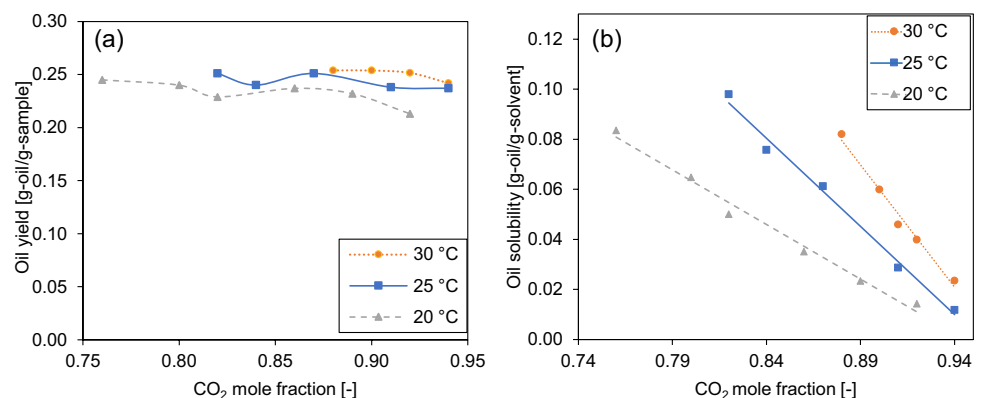 (a)
Oil yield [g-oil/g-sample]
0.30
0.25
0.20
0.15
0.10
0.05
0.00
0.75
0.80
0.85
0.90
0.95
CO₂ mole fraction [-]
30 °C
25 °C
20 °C
(b)
Oil solubility [g-oil/g-solvent]
0.12
0.10
0.08
0.06
0.04
0.02
0.00
0.74
0.79
0.84
0.89
0.94
CO₂ mole fraction [-]
30 °C
25 °C
20 °C